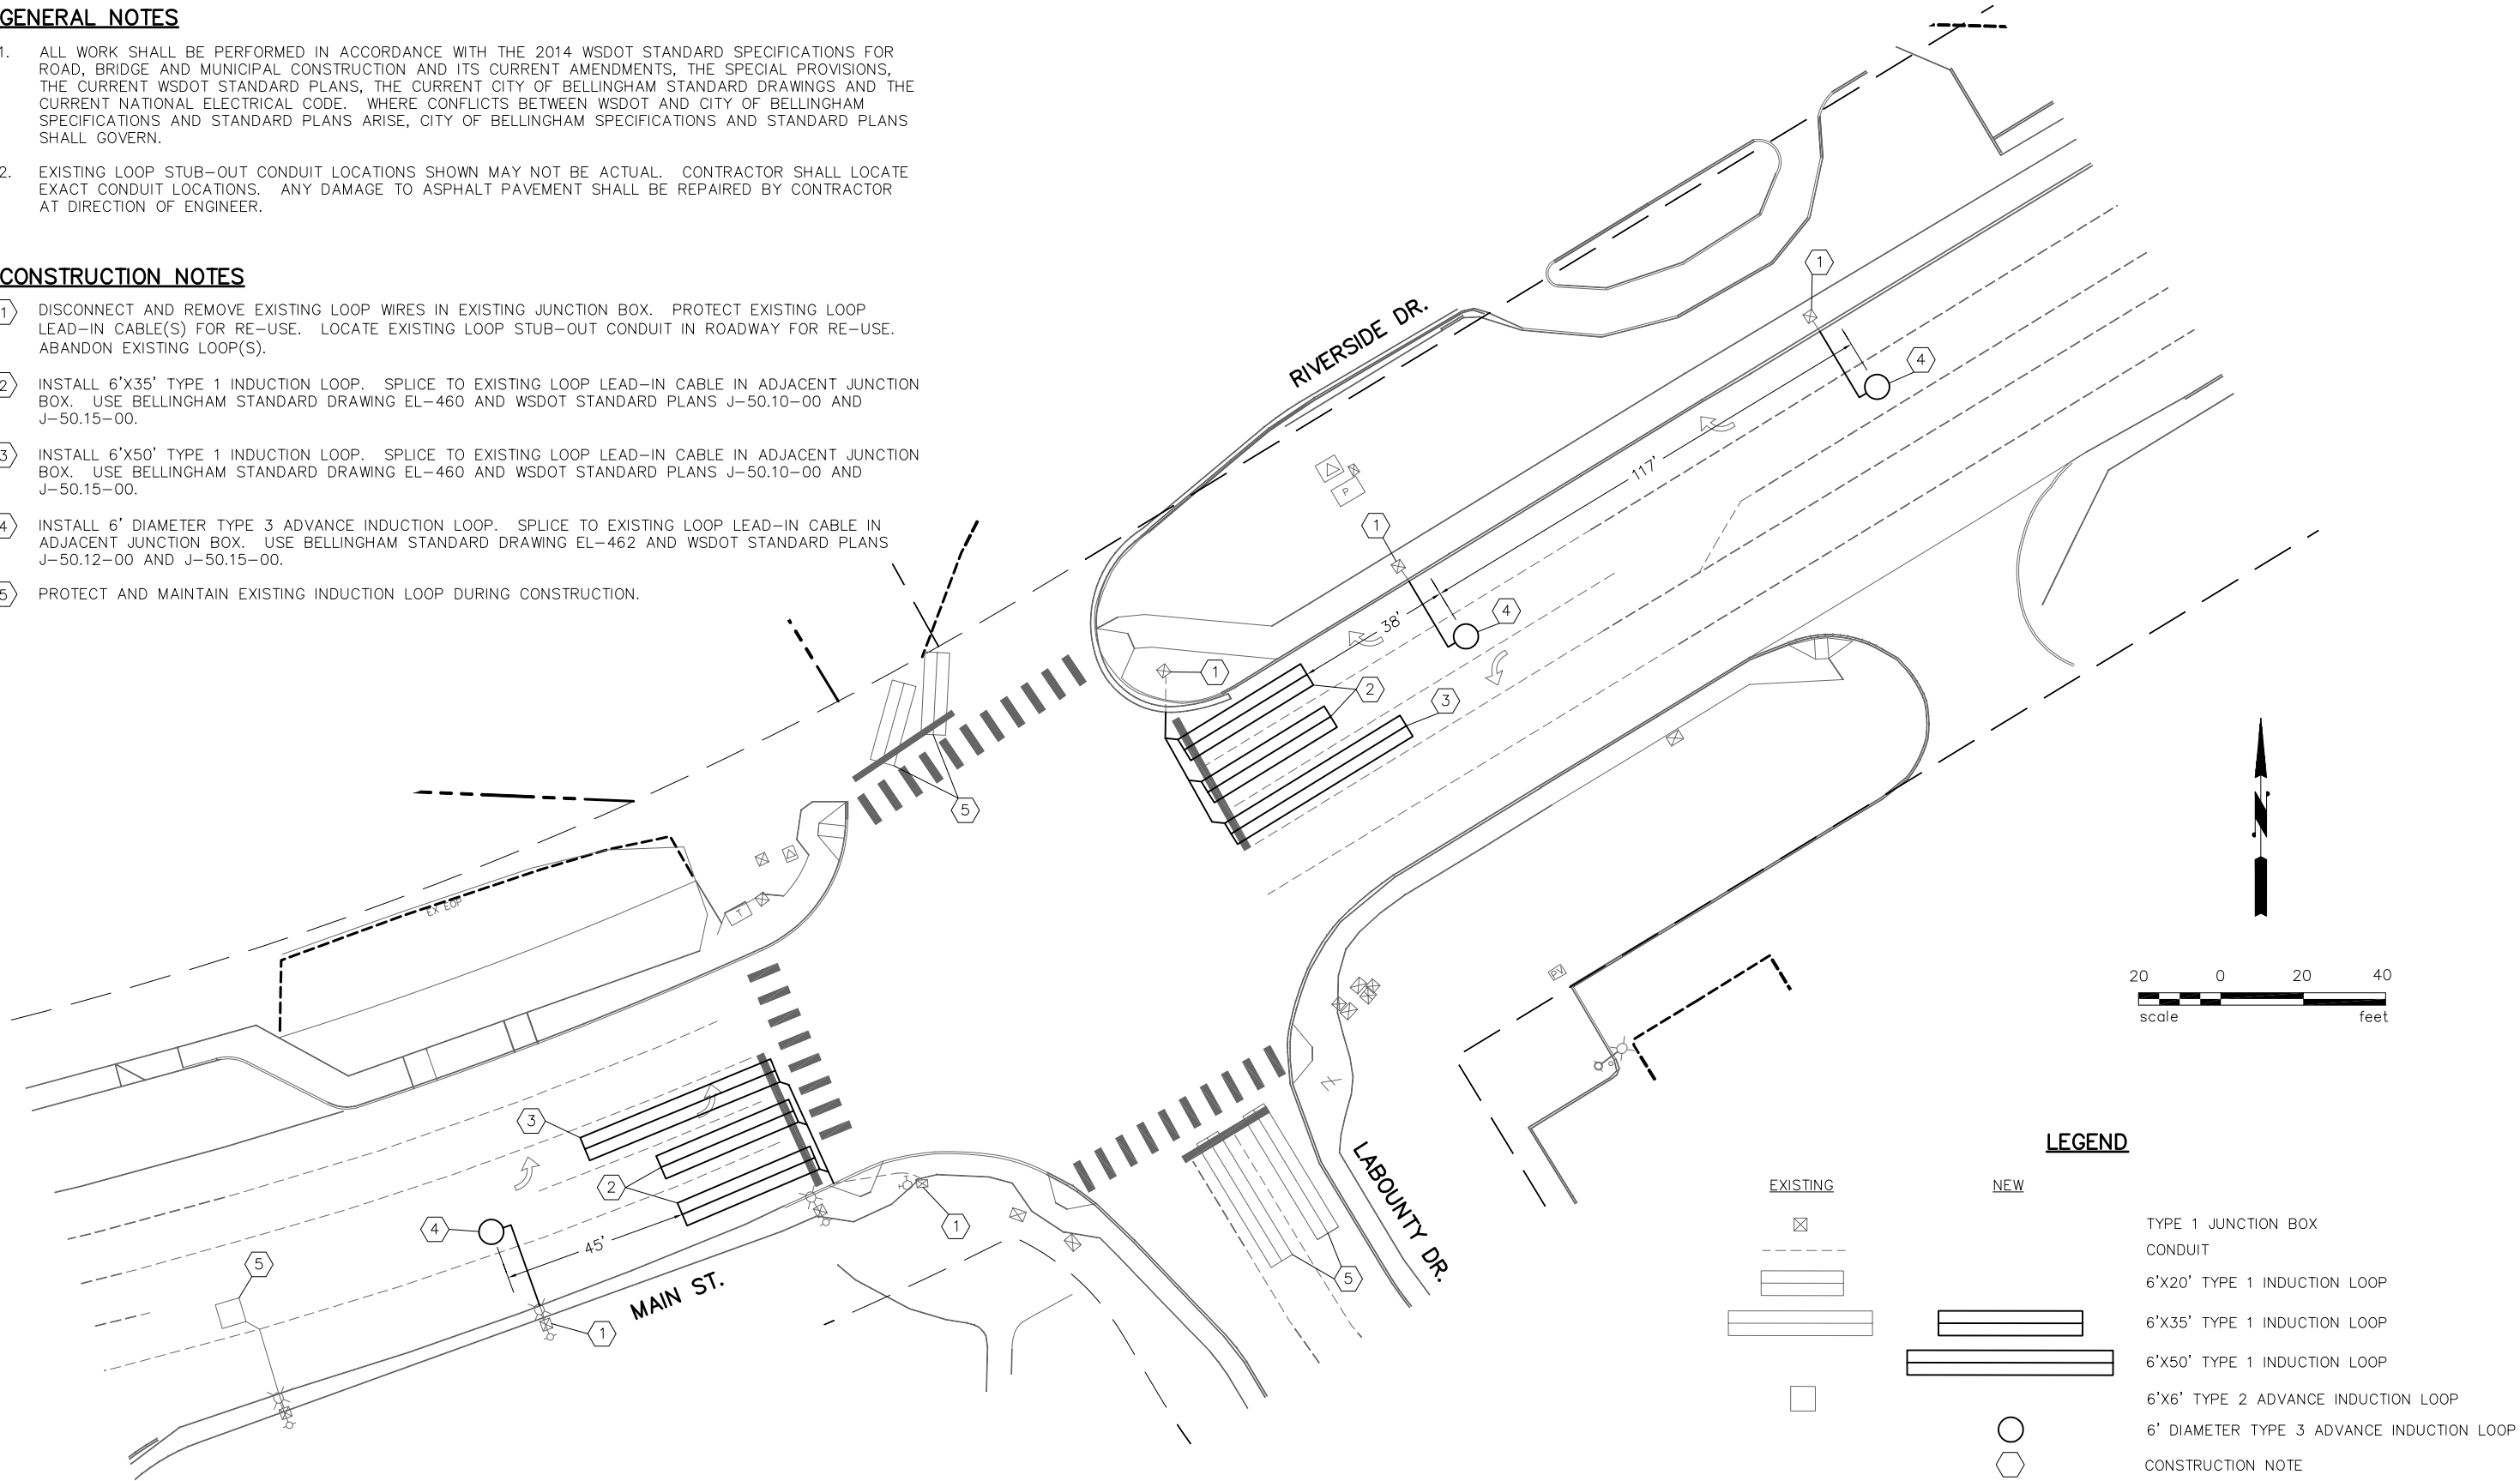 GENERAL NOTES
1. ALL WORK SHALL BE PERFORMED IN ACCORDANCE WITH THE 2014 WSDOT STANDARD SPECIFICATIONS FOR
ROAD, BRIDGE AND MUNICIPAL CONSTRUCTION AND ITS CURRENT AMENDMENTS, THE SPECIAL PROVISIONS,
THE CURRENT WSDOT STANDARD PLANS, THE CURRENT CITY OF BELLINGHAM STANDARD DRAWINGS AND THE
CURRENT NATIONAL ELECTRICAL CODE. WHERE CONFLICTS BETWEEN WSDOT AND CITY OF BELLINGHAM
SPECIFICATIONS AND STANDARD PLANS ARISE, CITY OF BELLINGHAM SPECIFICATIONS AND STANDARD PLANS
SHALL GOVERN.
2. EXISTING LOOP STUB-OUT CONDUIT LOCATIONS SHOWN MAY NOT BE ACTUAL. CONTRACTOR SHALL LOCATE
EXACT CONDUIT LOCATIONS. ANY DAMAGE TO ASPHALT PAVEMENT SHALL BE REPAIRED BY CONTRACTOR
AT DIRECTION OF ENGINEER.
CONSTRUCTION NOTES
1 DISCONNECT AND REMOVE EXISTING LOOP WIRES IN EXISTING JUNCTION BOX. PROTECT EXISTING LOOP
LEAD-IN CABLE(S) FOR RE-USE. LOCATE EXISTING LOOP STUB-OUT CONDUIT IN ROADWAY FOR RE-USE.
ABANDON EXISTING LOOP(S).
2 INSTALL 6'X35' TYPE 1 INDUCTION LOOP. SPLICE TO EXISTING LOOP LEAD-IN CABLE IN ADJACENT JUNCTION
BOX. USE BELLINGHAM STANDARD DRAWING EL-460 AND WSDOT STANDARD PLANS J-50.10-00 AND
J-50.15-00.
3 INSTALL 6'X50' TYPE 1 INDUCTION LOOP. SPLICE TO EXISTING LOOP LEAD-IN CABLE IN ADJACENT JUNCTION
BOX. USE BELLINGHAM STANDARD DRAWING EL-460 AND WSDOT STANDARD PLANS J-50.10-00 AND
J-50.15-00.
4 INSTALL 6' DIAMETER TYPE 3 ADVANCE INDUCTION LOOP. SPLICE TO EXISTING LOOP LEAD-IN CABLE IN
ADJACENT JUNCTION BOX. USE BELLINGHAM STANDARD DRAWING EL-462 AND WSDOT STANDARD PLANS
J-50.12-00 AND J-50.15-00.
5 PROTECT AND MAINTAIN EXISTING INDUCTION LOOP DURING CONSTRUCTION.
1
RIVERSIDE DR.
4
117'
P
1
4
38'
1
2
3
5
N
T
EX EOP
PV
20 0 20 40
scale feet
3
2
4
45'
1
5
MAIN ST.
1
LABOUNTY DR.
5
LEGEND
EXISTING NEW
TYPE 1 JUNCTION BOX
CONDUIT
6'X20' TYPE 1 INDUCTION LOOP
6'X35' TYPE 1 INDUCTION LOOP
6'X50' TYPE 1 INDUCTION LOOP
6'X6' TYPE 2 ADVANCE INDUCTION LOOP
6' DIAMETER TYPE 3 ADVANCE INDUCTION LOOP
CONSTRUCTION NOTE